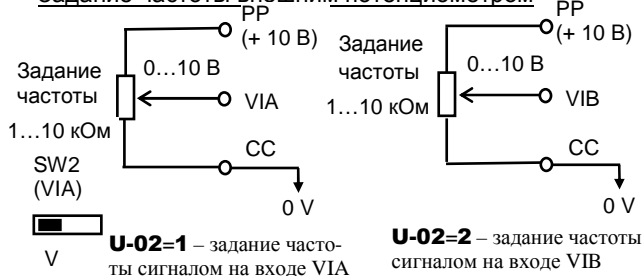 Задание частоты внешним потенциометром
PP
(+ 10 В)
Задание
частоты
0…10 В
VIA
1…10 кОм
CC
0 V
SW2
(VIA)
V
U-02=1 – задание часто-
ты сигналом на входе VIA
PP
(+ 10 В)
Задание
частоты
0…10 В
VIB
1…10 кОм
CC
0 V
U-02=2 – задание частоты
сигналом на входе VIB